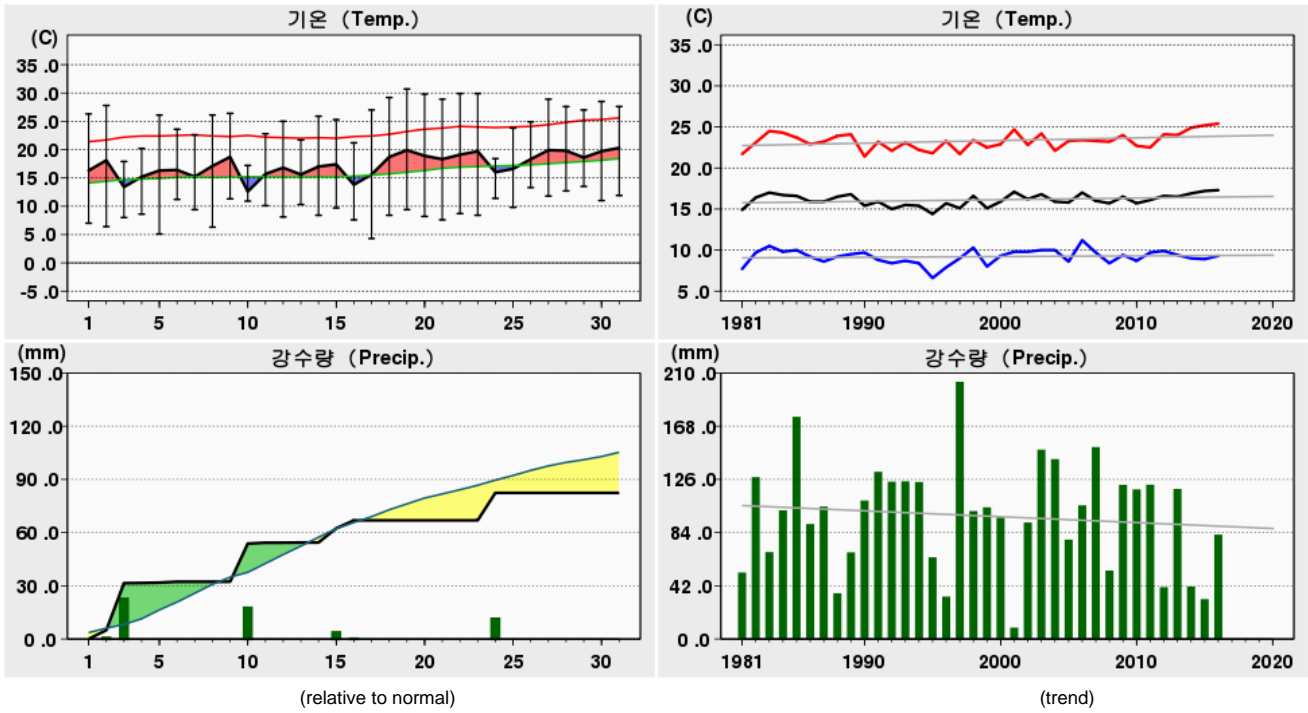 기온 (Temp.)
(C)
35 .0
30 .0
25 .0
20 .0
15 .0
10 .0
5 .0
0 .0
-5 .0
1 5 10 15 20 25 30
기온 (Temp.)
(C)
35 .0
30 .0
25 .0
20 .0
15 .0
10 .0
5 .0
1981 1990 2000 2010 2020
강수량 (Precip.)
(mm)
150 .0
120 .0
90 .0
60 .0
30 .0
0 .0
1 5 10 15 20 25 30
(relative to normal)
강수량 (Precip.)
(mm)
210 .0
168 .0
126 .0
84 .0
42 .0
0 .0
1981 1990 2000 2010 2020
(trend)